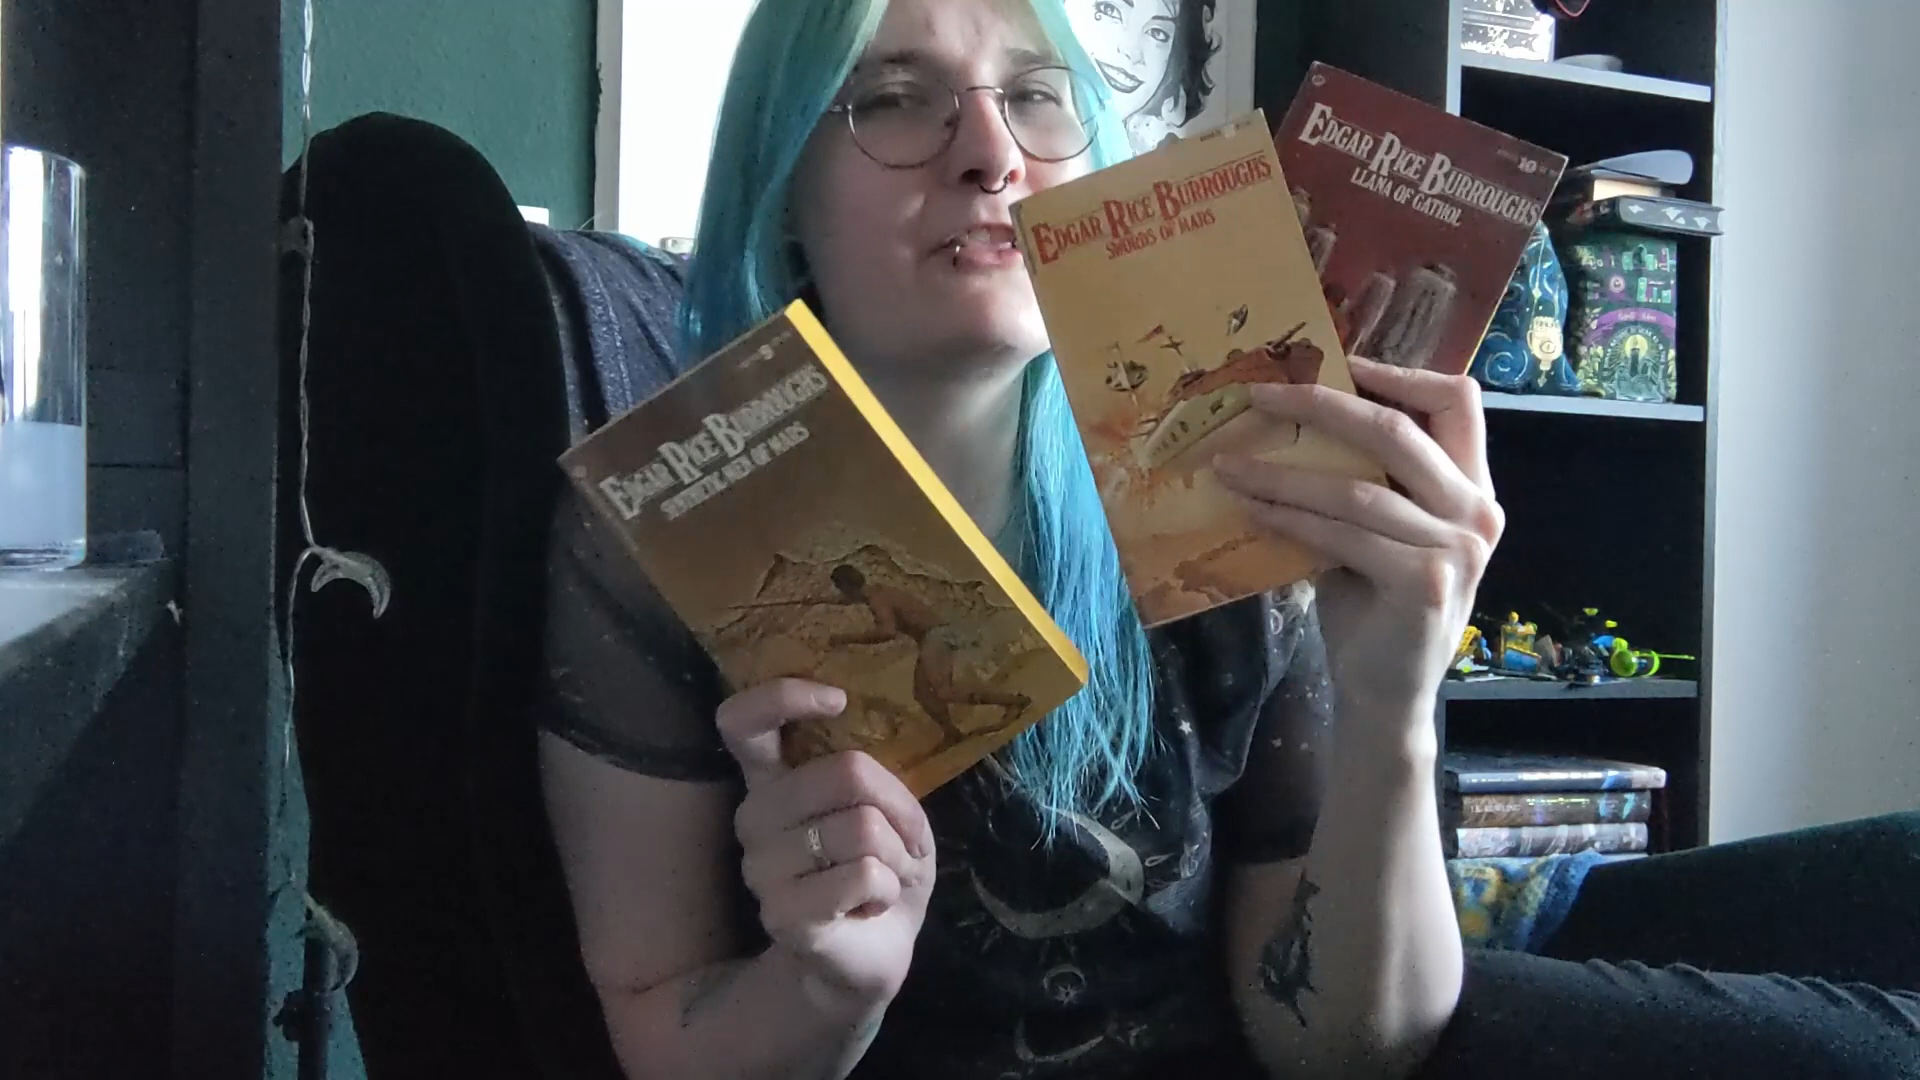 EDGAR RICE BURROUGHS
SYNTHETIC MEN OF MARS
EDGAR RICE BURROUGHS
SWORDS OF MARS
10
EDGAR RICE BURROUGHS
LLANA OF GATHOL